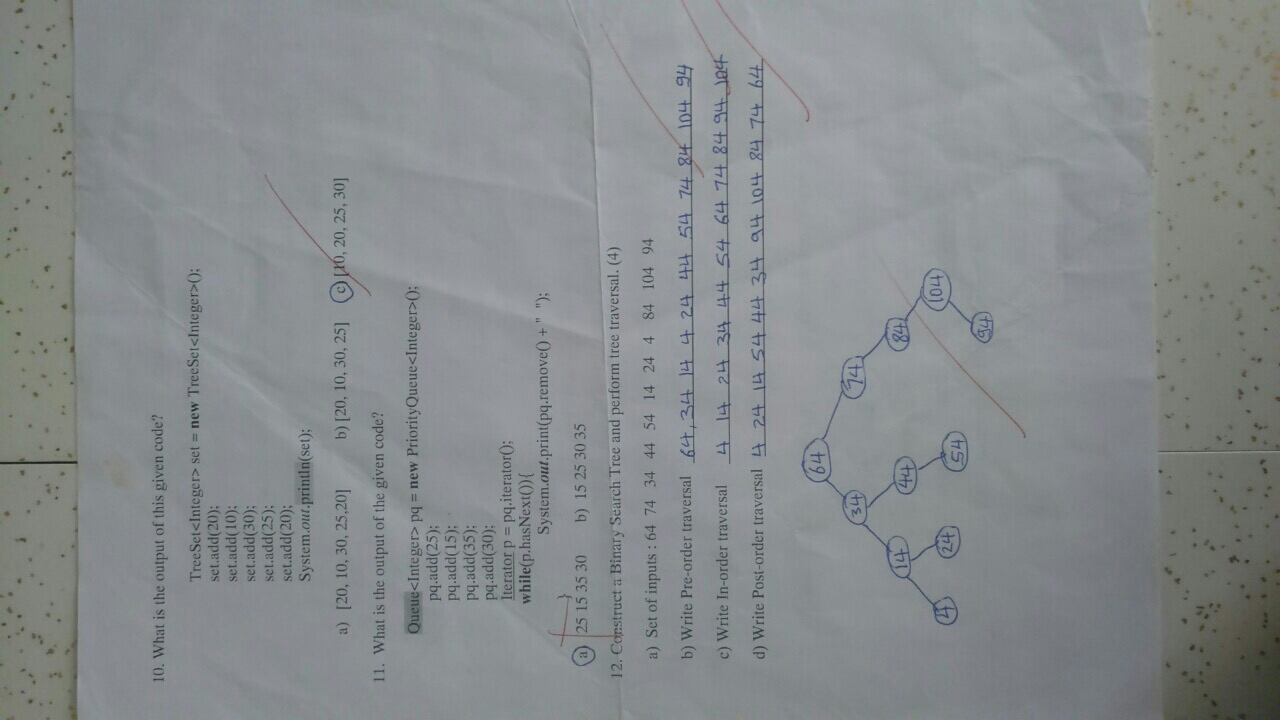 10. What is the output of this given code?
TreeSet<Integer> set = new TreeSet<Integer>();
set.add(20);
set.add(10);
set.add(30);
set.add(25);
set.add(20);
System.out.println(set);
a) [20, 10, 30, 25,20] b) [20, 10, 30, 25] c) [10, 20, 25, 30]
11. What is the output of the given code?
Queue<Integer> pq = new PriorityQueue<Integer>();
pq.add(25);
pq.add(15);
pq.add(35);
pq.add(30);
Iterator p = pq.iterator();
while(p.hasNext()){
System.out.print(pq.remove() + "  ");
}
a) 25 15 35 30 b) 15 25 30 35
12. Construct a Binary Search Tree and perform tree traversal. (4)
a) Set of inputs : 64 74 34 44 54 14 24 4 84 104 94
b) Write Pre-order traversal 64, 34 14 4 24 44 54 74 84 104 94
c) Write In-order traversal 4 14 24 34 44 54 64 74 84 94 104
d) Write Post-order traversal 4 24 14 54 44 34 94 104 84 74 64
64
34 74
14 44 84
4 24 54 104
94